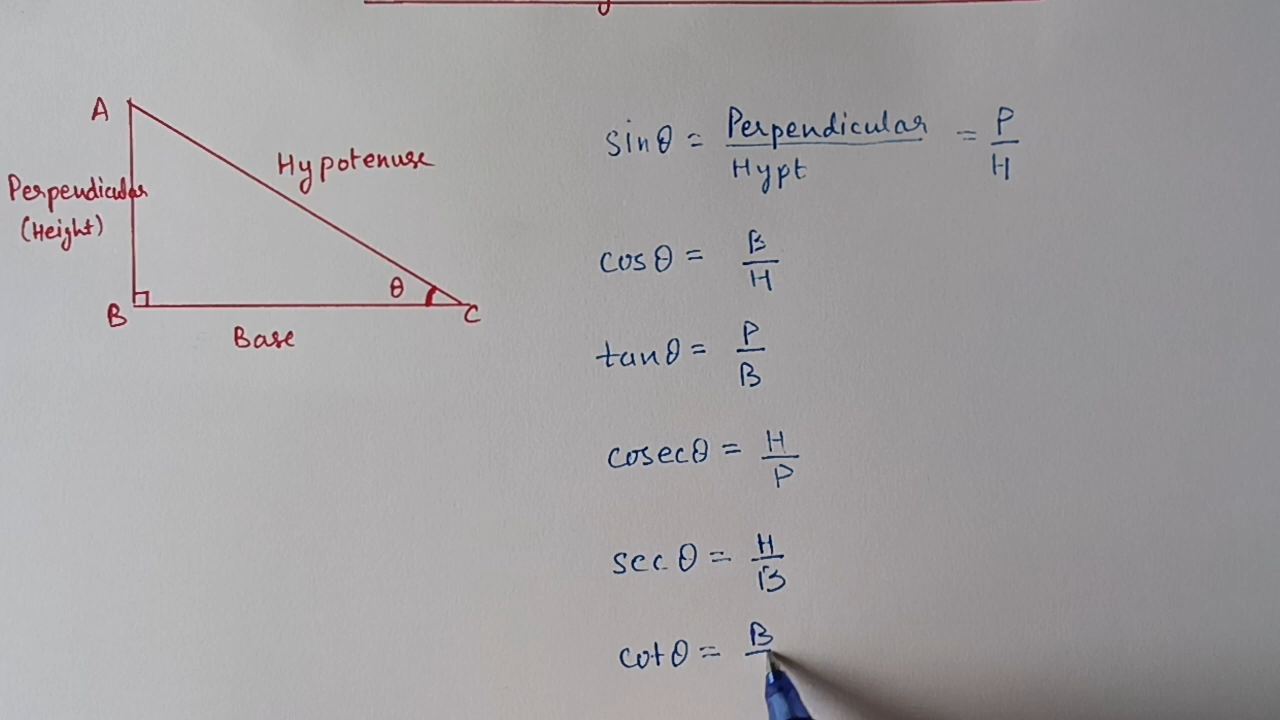 A
Hypotenuse
Perpendicular
(Height)
θ
B
C
Base
sinθ = Perpendicular / Hypt = P / H
cosθ = B / H
tanθ = P / B
cosecθ = H / P
secθ = H / B
cotθ = B